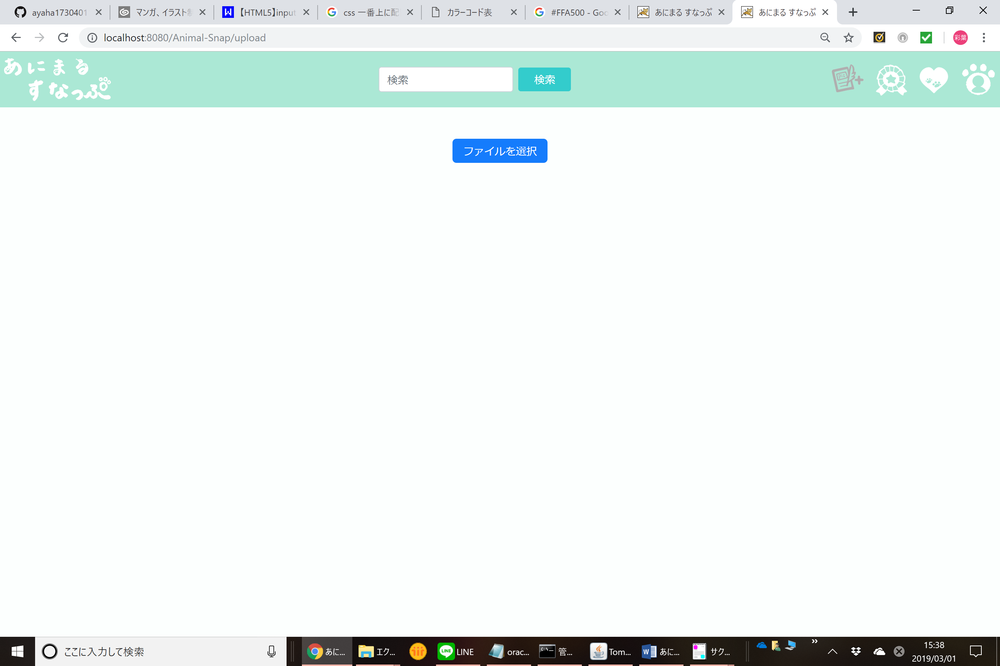 ayaha1730401
マンガ、イラスト制
【HTML5】input
css 一番上に配
カラーコード表
#FFA500 - Goo
あにまる すなっぷ
あにまる すなっぷ
localhost:8080/Animal-Snap/upload
彩葉
あにまる
すなっぷ
検索
検索
PIC
ファイルを選択
ここに入力して検索
あに...
エク...
LINE
LINE
orac...
C:\
管...
Tom...
W
あに...
サク...
15:38
2019/03/01